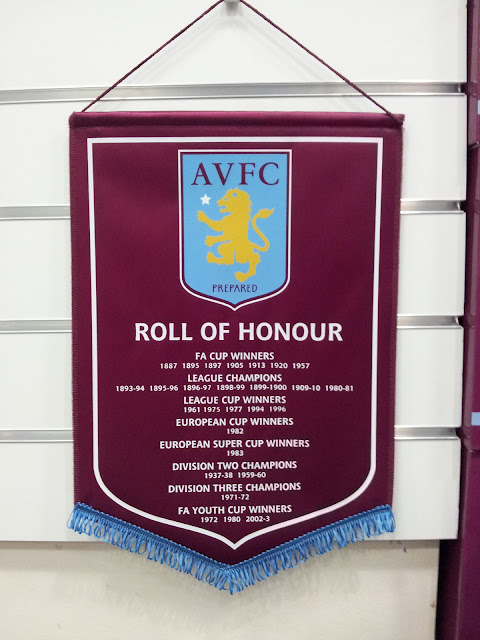 AVFC
PREPARED
ROLL OF HONOUR
FA CUP WINNERS
1887 1895 1897 1905 1913 1920 1957
LEAGUE CHAMPIONS
1893-94 1895-96 1896-97 1898-99 1899-1900 1909-10 1980-81
LEAGUE CUP WINNERS
1961 1975 1977 1994 1996
EUROPEAN CUP WINNERS
1982
EUROPEAN SUPER CUP WINNERS
1983
DIVISION TWO CHAMPIONS
1937-38 1959-60
DIVISION THREE CHAMPIONS
1971-72
FA YOUTH CUP WINNERS
1972 1980 2002-3